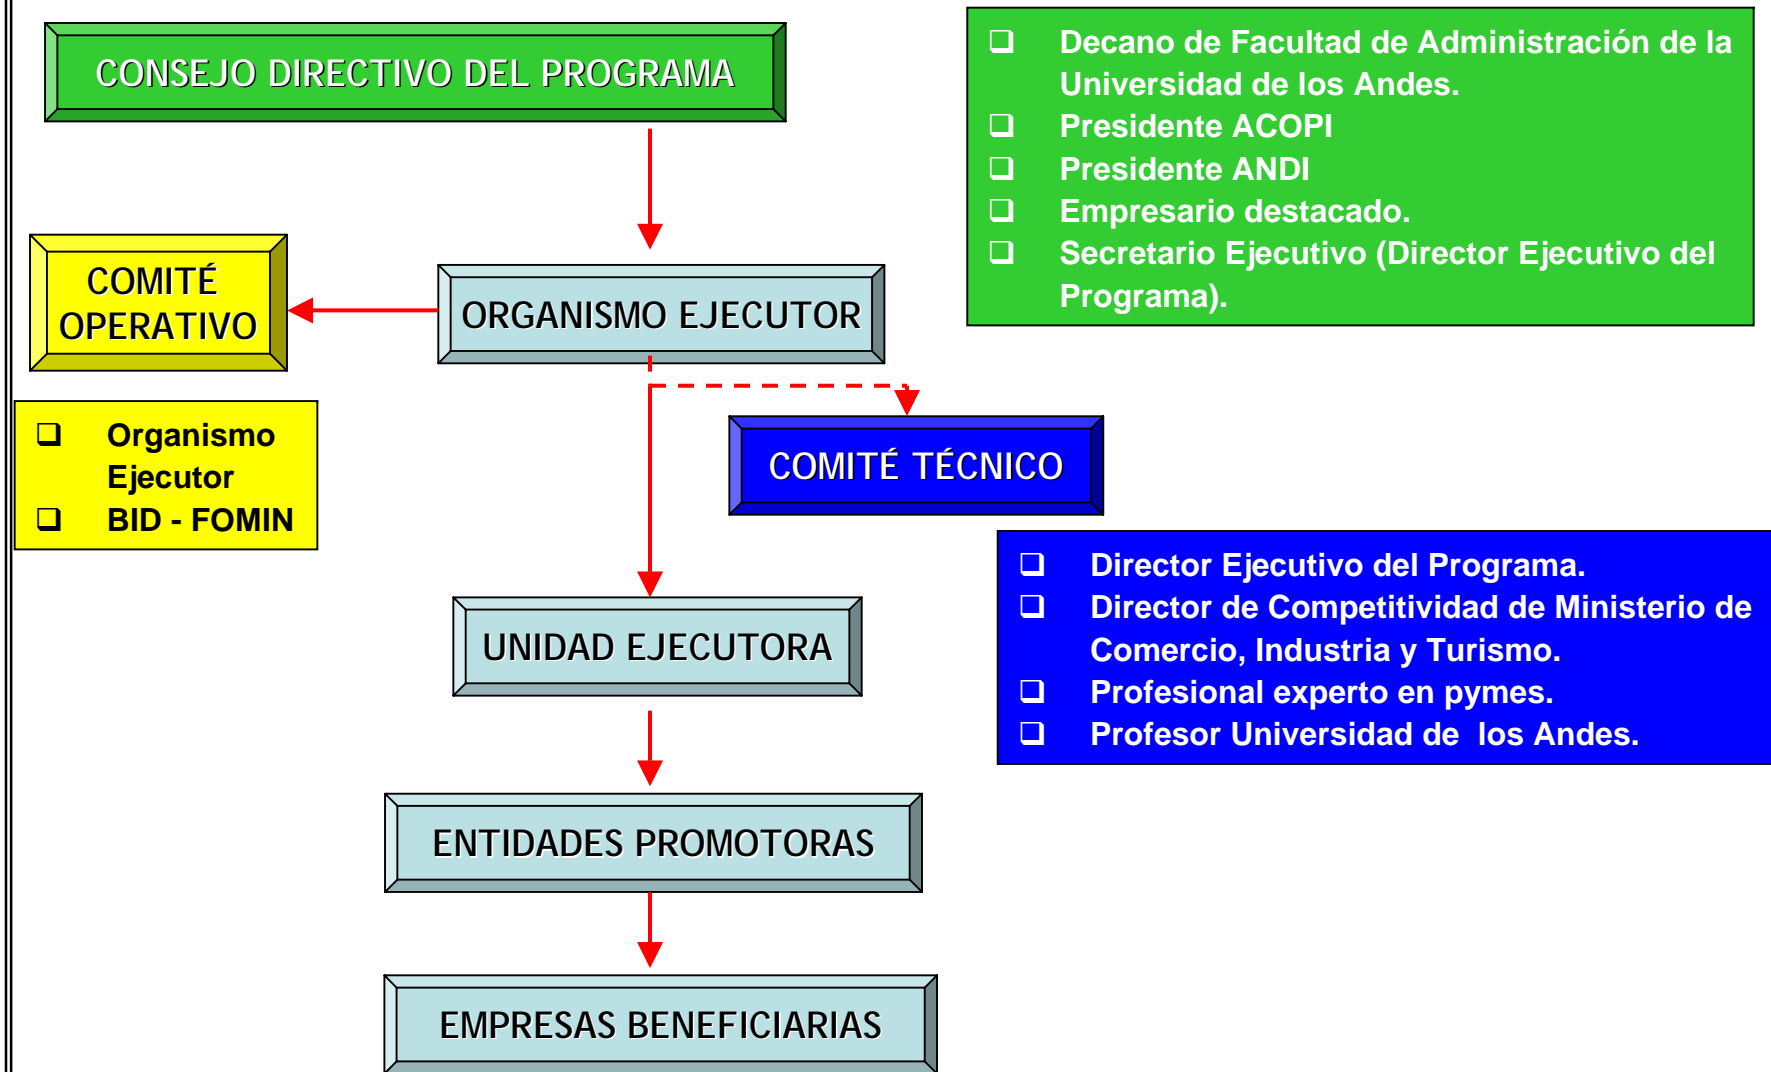 CONSEJO DIRECTIVO DEL PROGRAMA
❑ Decano de Facultad de Administración de la
Universidad de los Andes.
❑ Presidente ACOPI
❑ Presidente ANDI
❑ Empresario destacado.
❑ Secretario Ejecutivo (Director Ejecutivo del
Programa).
COMITÉ
OPERATIVO
ORGANISMO EJECUTOR
❑ Organismo
Ejecutor
❑ BID - FOMIN
COMITÉ TÉCNICO
❑ Director Ejecutivo del Programa.
❑ Director de Competitividad de Ministerio de
Comercio, Industria y Turismo.
❑ Profesional experto en pymes.
❑ Profesor Universidad de los Andes.
UNIDAD EJECUTORA
ENTIDADES PROMOTORAS
EMPRESAS BENEFICIARIAS